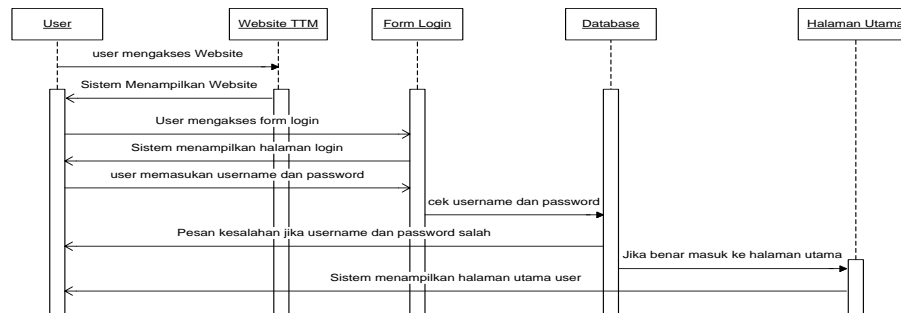 User
Website TTM
Form Login
Database
Halaman Utama
user mengakses Website
Sistem Menampilkan Website
User mengakses form login
Sistem menampilkan halaman login
user memasukan username dan password
cek username dan password
Pesan kesalahan jika username dan password salah
Jika benar masuk ke halaman utama
Sistem menampilkan halaman utama user